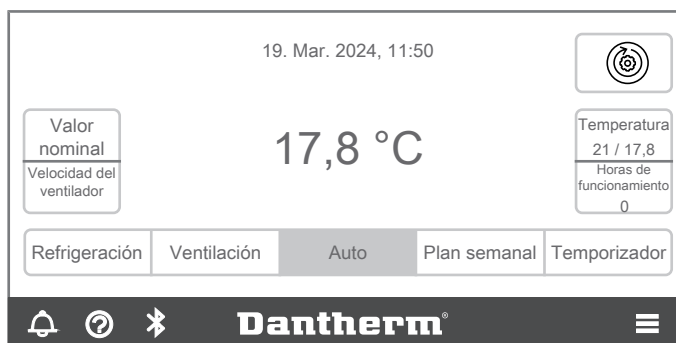 19. Mar. 2024, 11:50
Valor
nominal
Velocidad del
ventilador
17,8 °C
Temperatura
21 / 17,8
Horas de
funcionamiento
0
Refrigeración Ventilación Auto Plan semanal Temporizador
Dantherm®